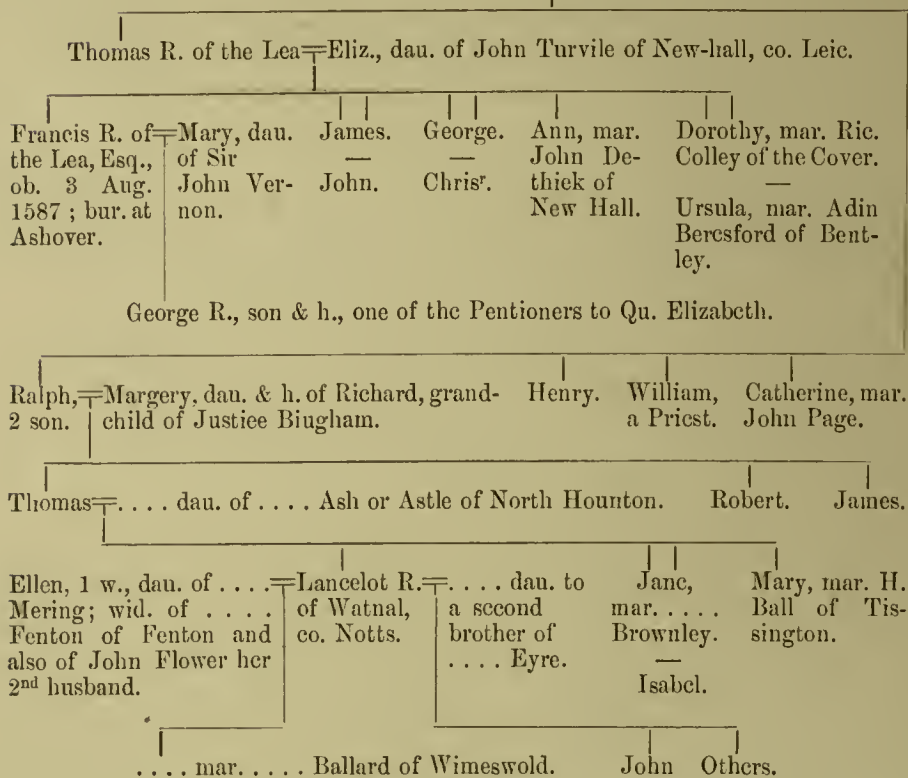 Thomas R. of the Lea=Eliz., dau. of John Turvile of New-hall, co. Leic.
Francis R. of
the Lea, Esq.,
ob. 3 Aug.
1587 ; bur. at
Ashover.
=Mary, dau.
of Sir
John Ver-
non.
James.
—
John.
George.
—
Chrisʳ.
Ann, mar.
John De-
thick of
New Hall.
Dorothy, mar. Ric.
Colley of the Cover.
—
Ursula, mar. Adin
Beresford of Bent-
ley.
George R., son & h., one of the Pentioners to Qu. Elizabeth.
Ralph,
2 son.
=Margery, dau. & h. of Richard, grand-
child of Justice Biugham.
Henry.
William,
a Priest.
Catherine, mar.
John Page.
Thomas=. . . . dau. of . . . . Ash or Astle of North Hounton.
Robert.
James.
Ellen, 1 w., dau. of . . . .
Mering; wid. of . . . .
Fenton of Fenton and
also of John Flower her
2ⁿᵈ husband.
=Lancelot R.
of Watnal,
co. Notts.
=. . . . dau. to
a second
brother of
. . . . Eyre.
Jane,
mar. . . . .
Brownley.
—
Isabel.
Mary, mar. H.
Ball of Tis-
sington.
. . . . mar. . . . . Ballard of Wimeswold.
John
Others.